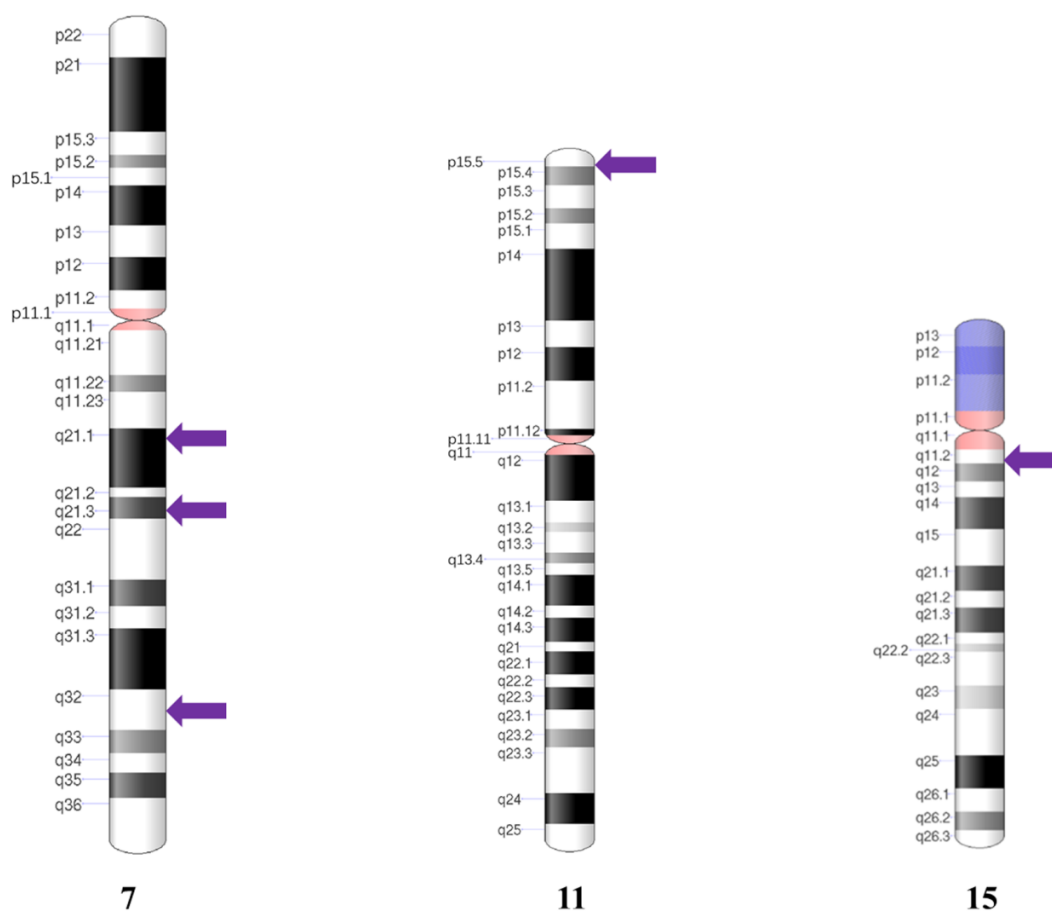 p22
p21
p15.3
p15.2
p15.1
p14
p13
p12
p11.2
p11.1
q11.1
q11.21
q11.22
q11.23
q21.1
q21.2
q21.3
q22
q31.1
q31.2
q31.3
q32
q33
q34
q35
q36
7
p15.5
p15.4
p15.3
p15.2
p15.1
p14
p13
p12
p11.2
p11.12
p11.11
q11
q12
q13.1
q13.2
q13.3
q13.4
q13.5
q14.1
q14.2
q14.3
q21
q22.1
q22.2
q22.3
q23.1
q23.2
q23.3
q24
q25
11
p13
p12
p11.2
p11.1
q11.1
q11.2
q12
q13
q14
q15
q21.1
q21.2
q21.3
q22.1
q22.2
q22.3
q23
q24
q25
q26.1
q26.2
q26.3
15